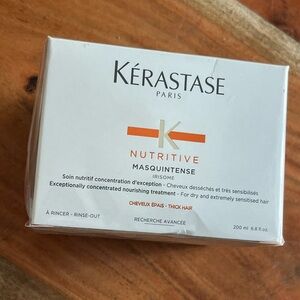 KÉRASTASE
PARIS
K
NUTRITIVE
MASQUINTENSE
IRISOME
Soin nutritif concentration d'exception - Cheveux desséchés et très sensibilisés
Exceptionally concentrated nourishing treatment - For dry and extremely sensitised hair
CHEVEUX ÉPAIS - THICK HAIR
À RINCER - RINSE-OUT
RECHERCHE AVANCÉE
200 ml 6.8 fl.oz.